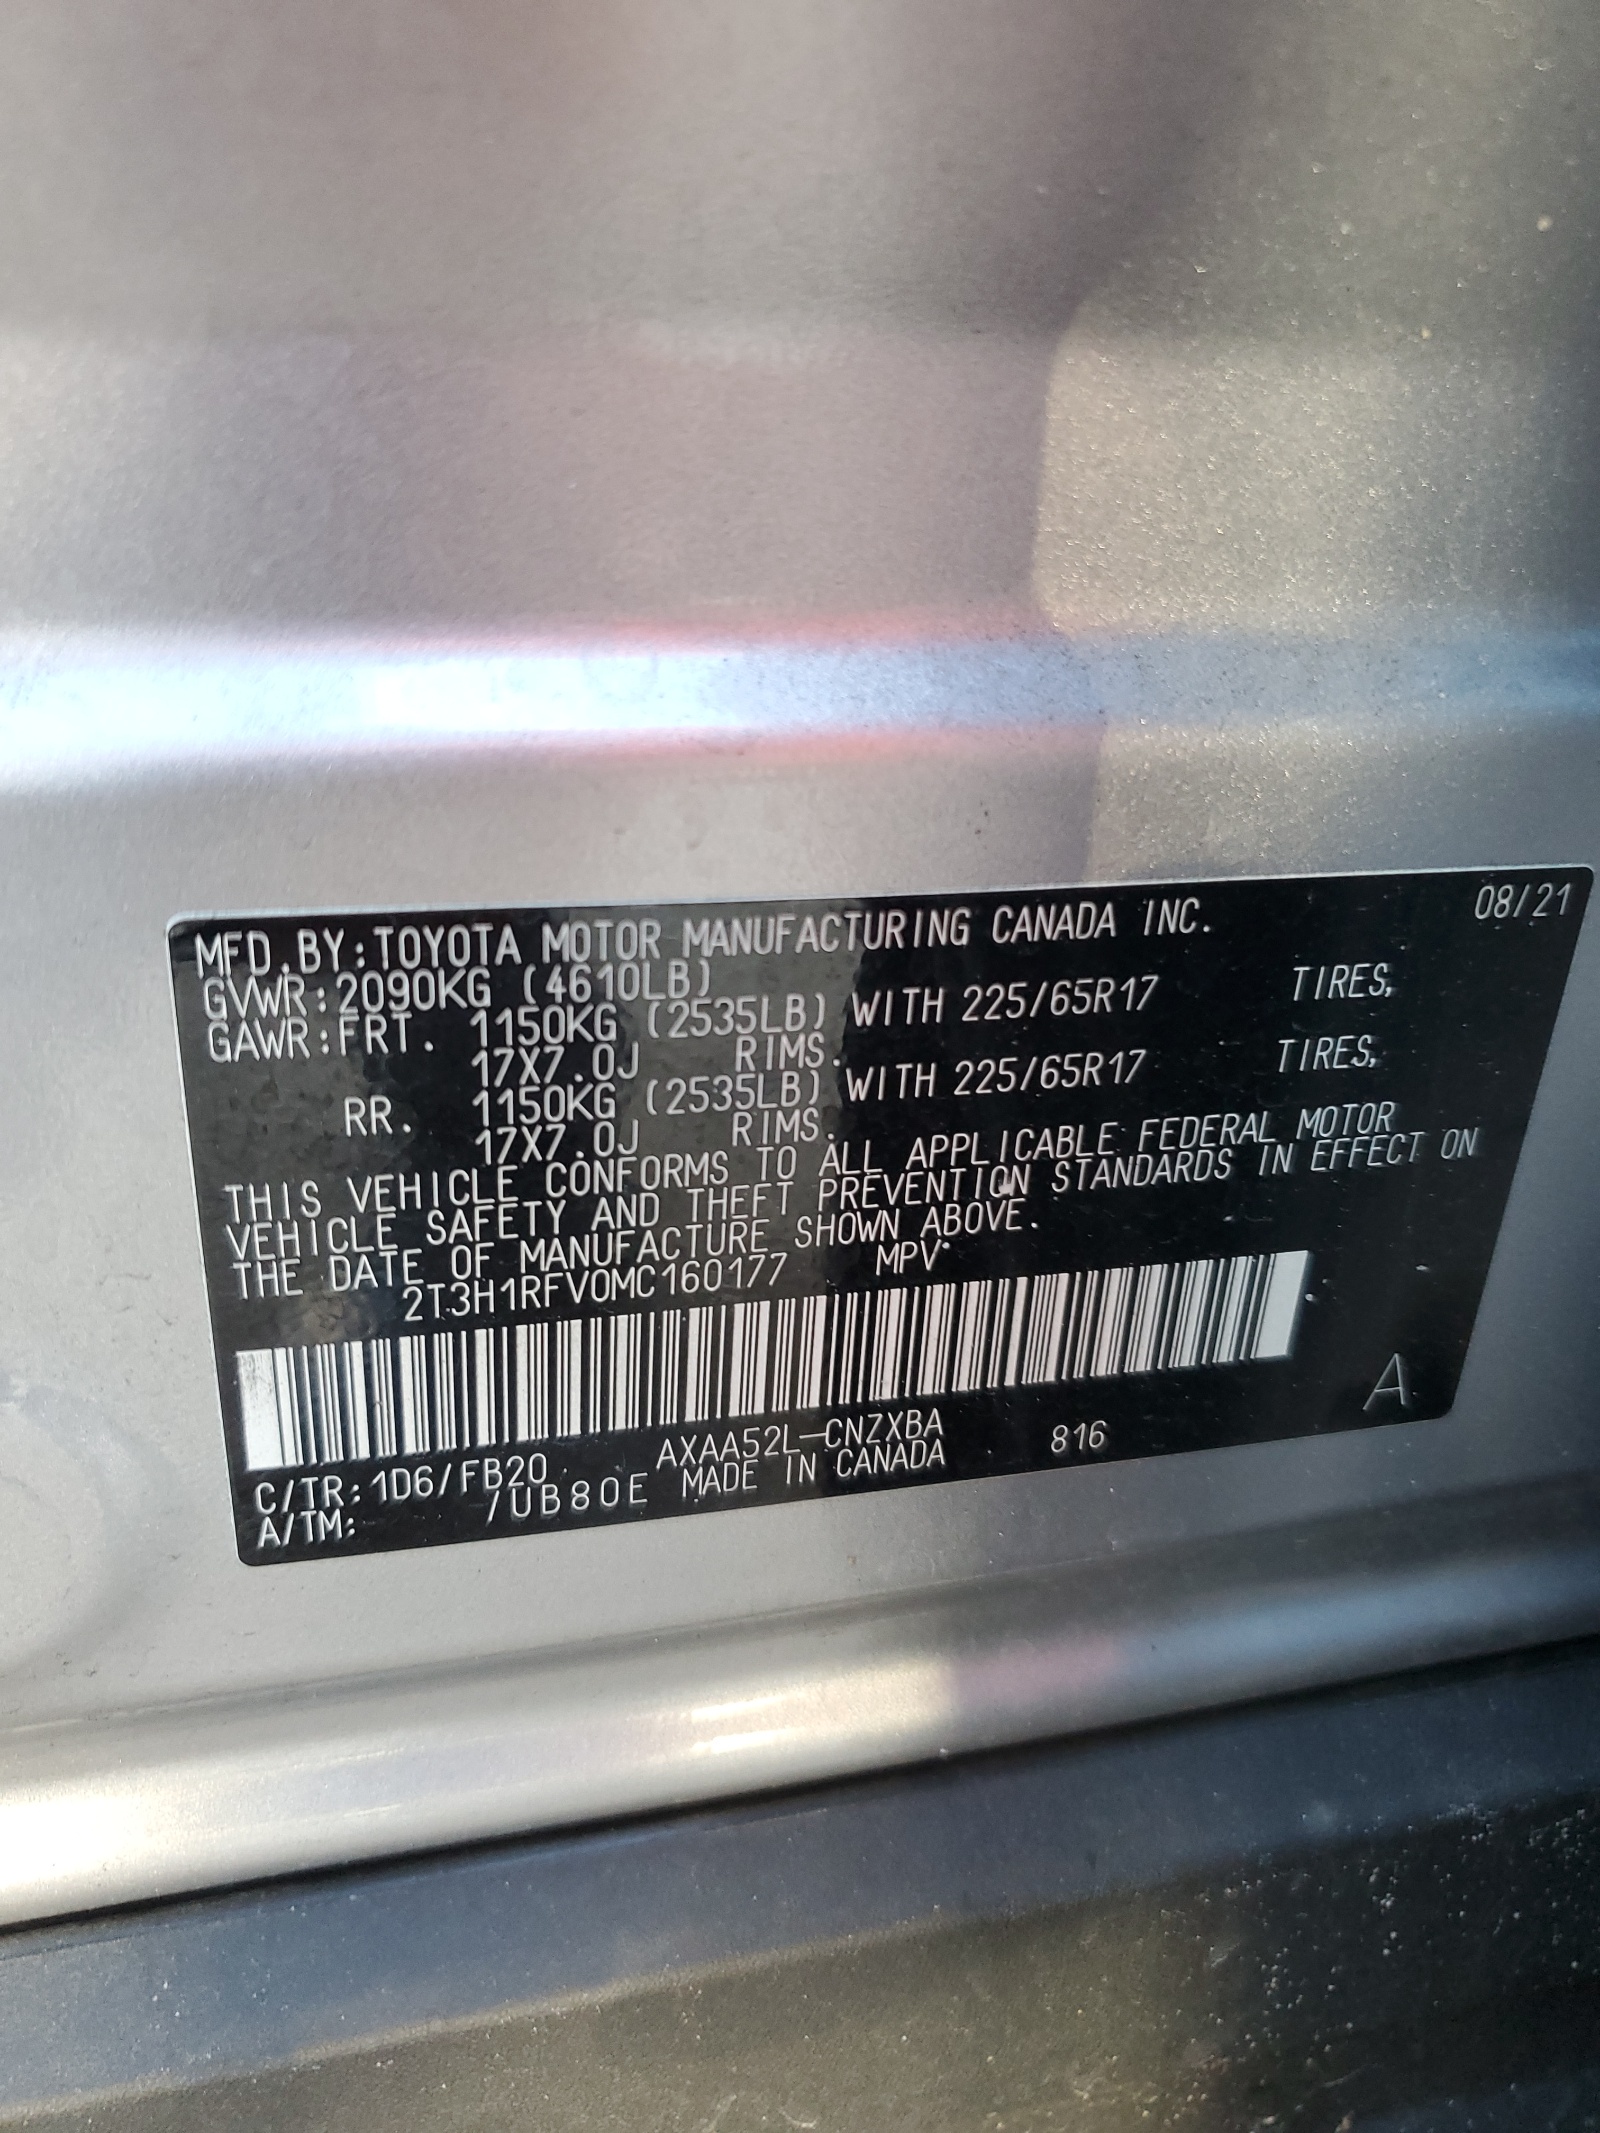 08/21
MFD.BY:TOYOTA MOTOR MANUFACTURING CANADA INC.
GVWR:2090KG (4610LB)
GAWR:FRT. 1150KG (2535LB) WITH 225/65R17 TIRES,
17X7.0J RIMS.
RR. 1150KG (2535LB) WITH 225/65R17 TIRES,
17X7.0J RIMS.
THIS VEHICLE CONFORMS TO ALL APPLICABLE FEDERAL MOTOR
VEHICLE SAFETY AND THEFT PREVENTION STANDARDS IN EFFECT ON
THE DATE OF MANUFACTURE SHOWN ABOVE.
2T3H1RFV0MC160177 MPV
A
C/TR:1D6/FB20 AXAA52L-CNZXBA 816
A/TM: /UB80E MADE IN CANADA